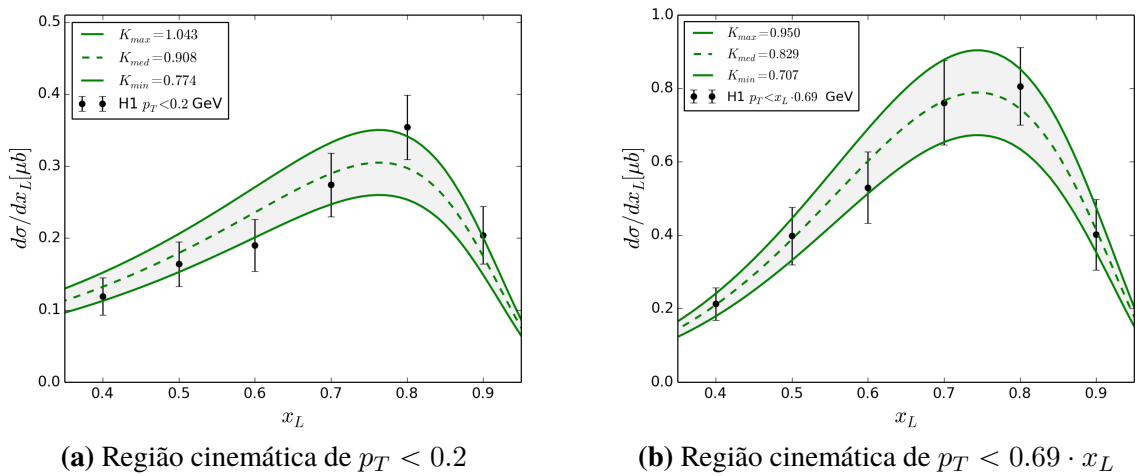 0.5
0.4
0.3
0.2
0.1
0.0
dσ/dx_L[μb]
K_max=1.043
K_med=0.908
K_min=0.774
H1 p_T<0.2 GeV
0.4 0.5 0.6 0.7 0.8 0.9
x_L
(a) Região cinemática de p_T < 0.2
1.0
0.8
0.6
0.4
0.2
0.0
dσ/dx_L[μb]
K_max=0.950
K_med=0.829
K_min=0.707
H1 p_T<x_L·0.69 GeV
0.4 0.5 0.6 0.7 0.8 0.9
x_L
(b) Região cinemática de p_T < 0.69 · x_L